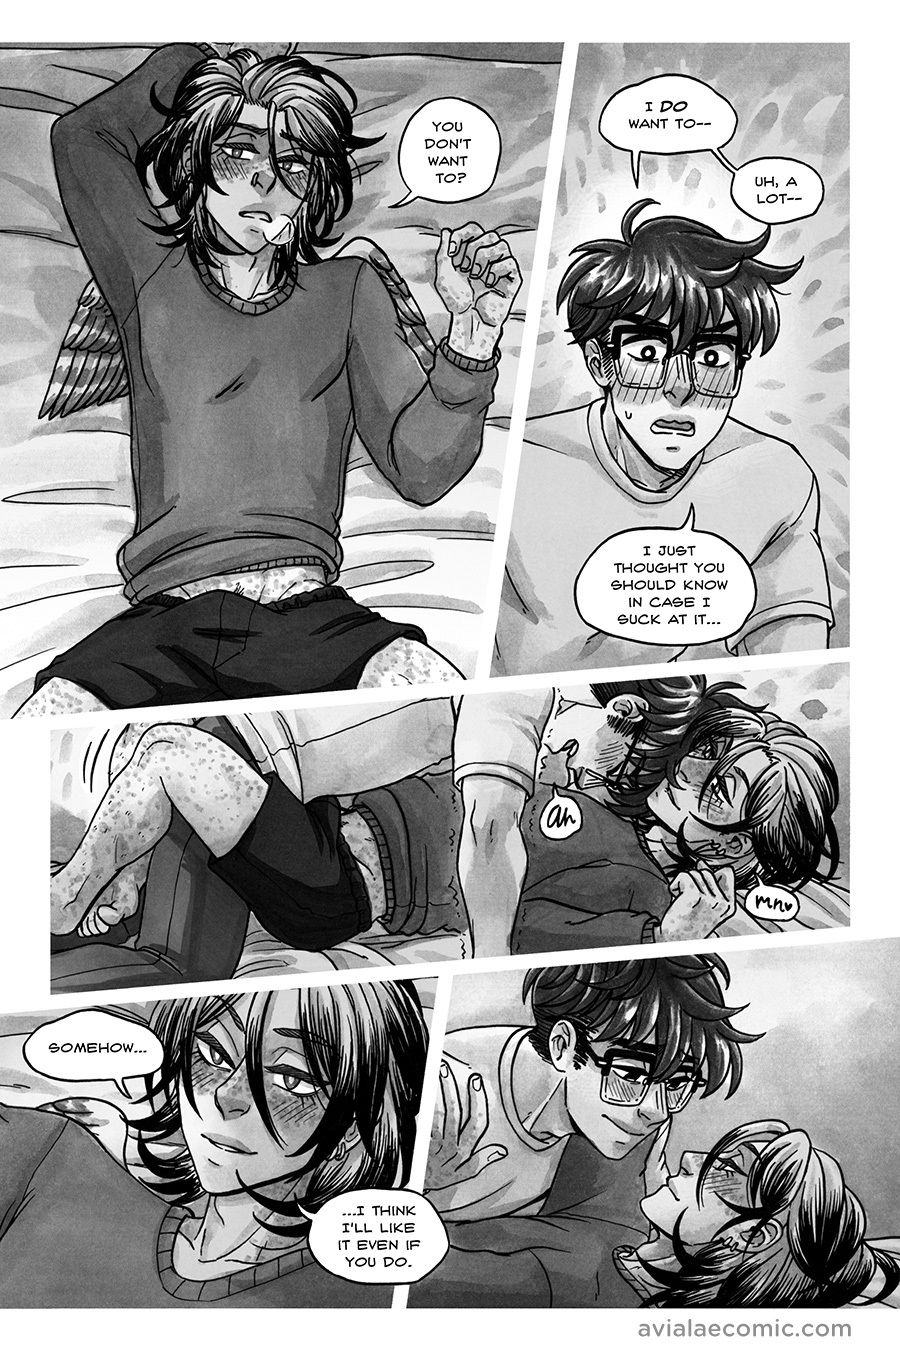 YOU
DON'T
WANT
TO?
I DO
WANT TO--
UH, A
LOT--
I JUST
THOUGHT YOU
SHOULD KNOW
IN CASE I
SUCK AT IT...
ah
mn♥
SOMEHOW...
...I THINK
I'LL LIKE
IT EVEN IF
YOU DO.
avialaecomic.com